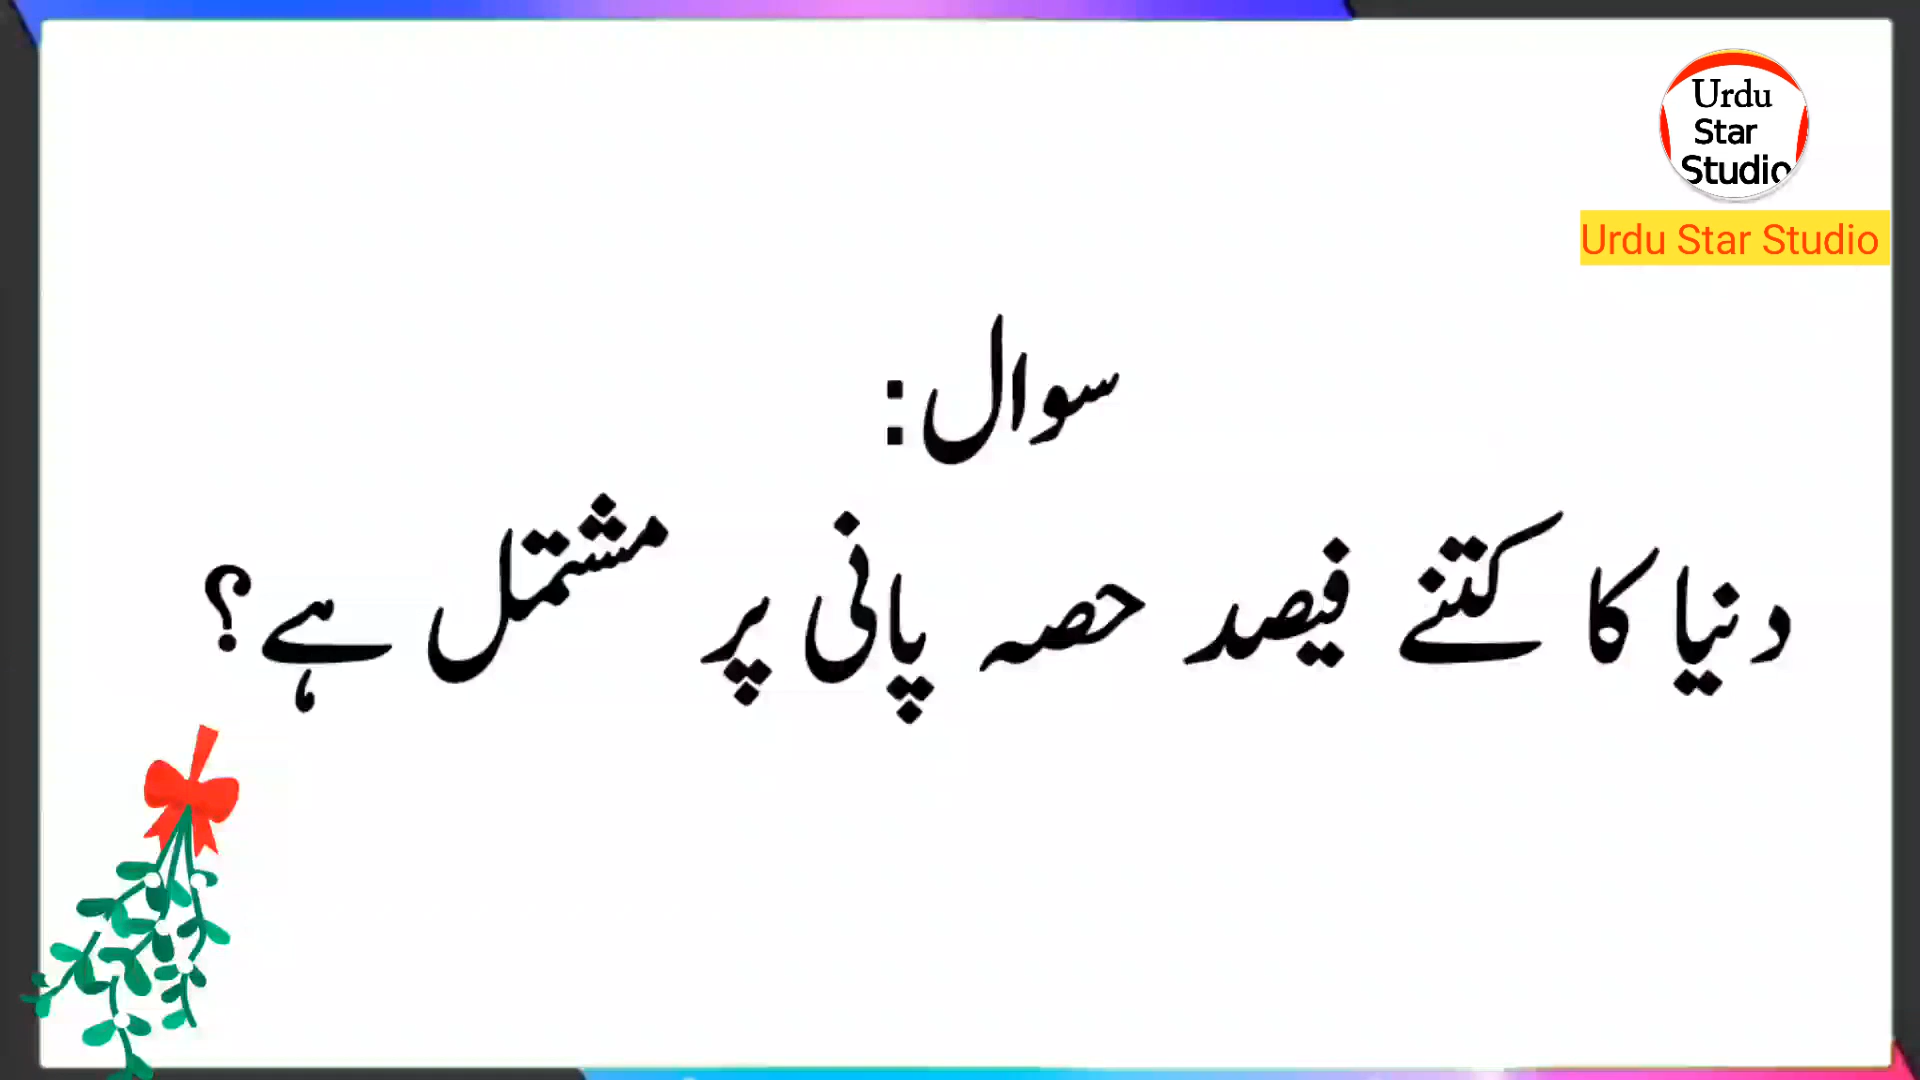 Urdu
Star
Studio
Urdu Star Studio
سوال:
دنیا کا کتنے فیصد حصہ پانی پر مشتمل ہے؟